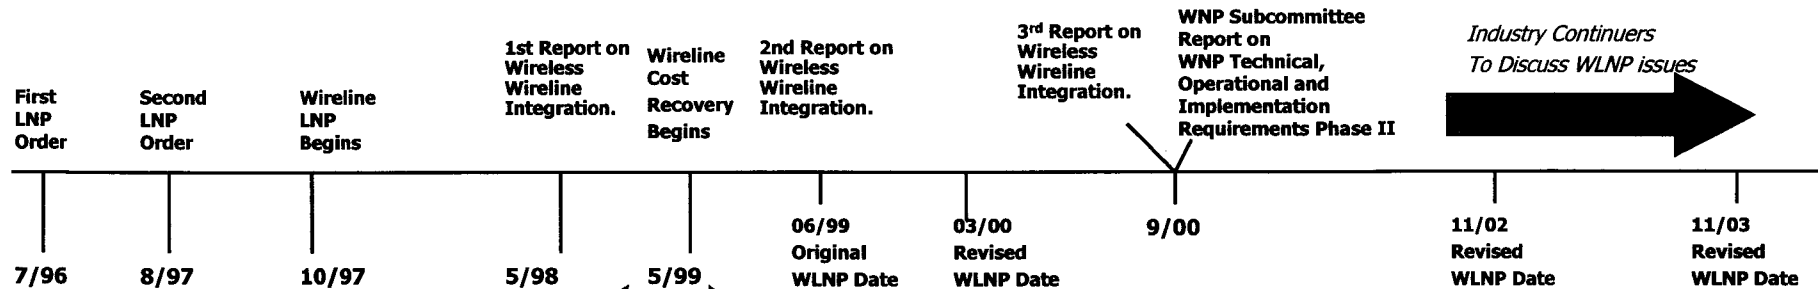 First
LNP
Order
Second
LNP
Order
Wireline
LNP
Begins
1st Report on
Wireless
Wireline
Integration.
Wireline
Cost
Recovery
Begins
2nd Report on
Wireless
Wireline
Integration.
3rd Report on
Wireless
Wireline
Integration.
WNP Subcommittee
Report on
WNP Technical,
Operational and
Implementation
Requirements Phase II
Industry Continuers
To Discuss WLNP issues
7/96
8/97
10/97
5/98
5/99
06/99
Original
WLNP Date
03/00
Revised
WLNP Date
9/00
11/02
Revised
WLNP Date
11/03
Revised
WLNP Date